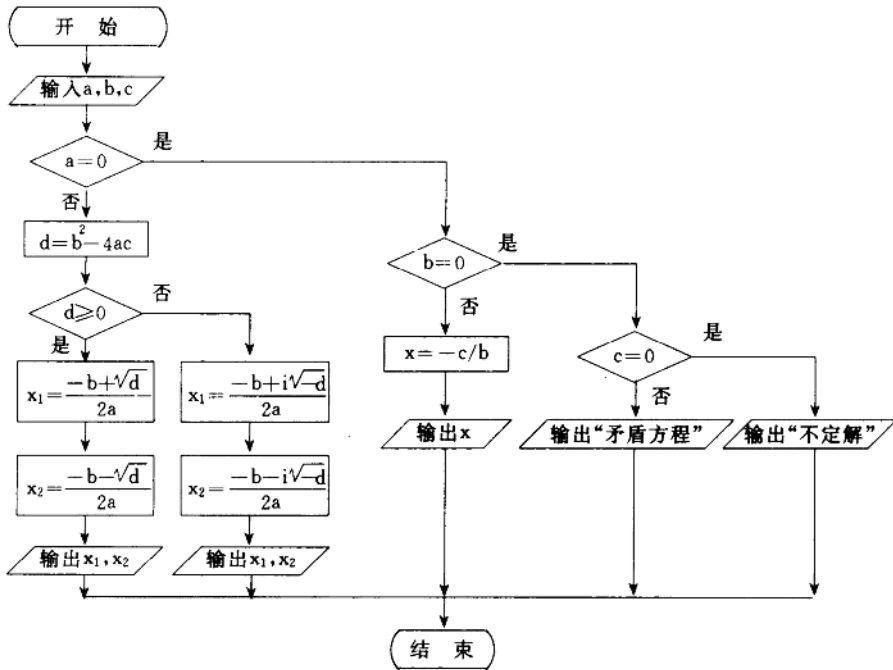 开 始
输入a,b,c
a=0
是
否
d=b²-4ac
d⩾0
否
是
x₁=(-b+√d)/2a
x₂=(-b-√d)/2a
输出x₁,x₂
x₁=(-b+i√-d)/2a
x₂=(-b-i√-d)/2a
输出x₁,x₂
b=0
是
否
x=-c/b
输出x
c=0
是
否
输出“矛盾方程”
输出“不定解”
结 束